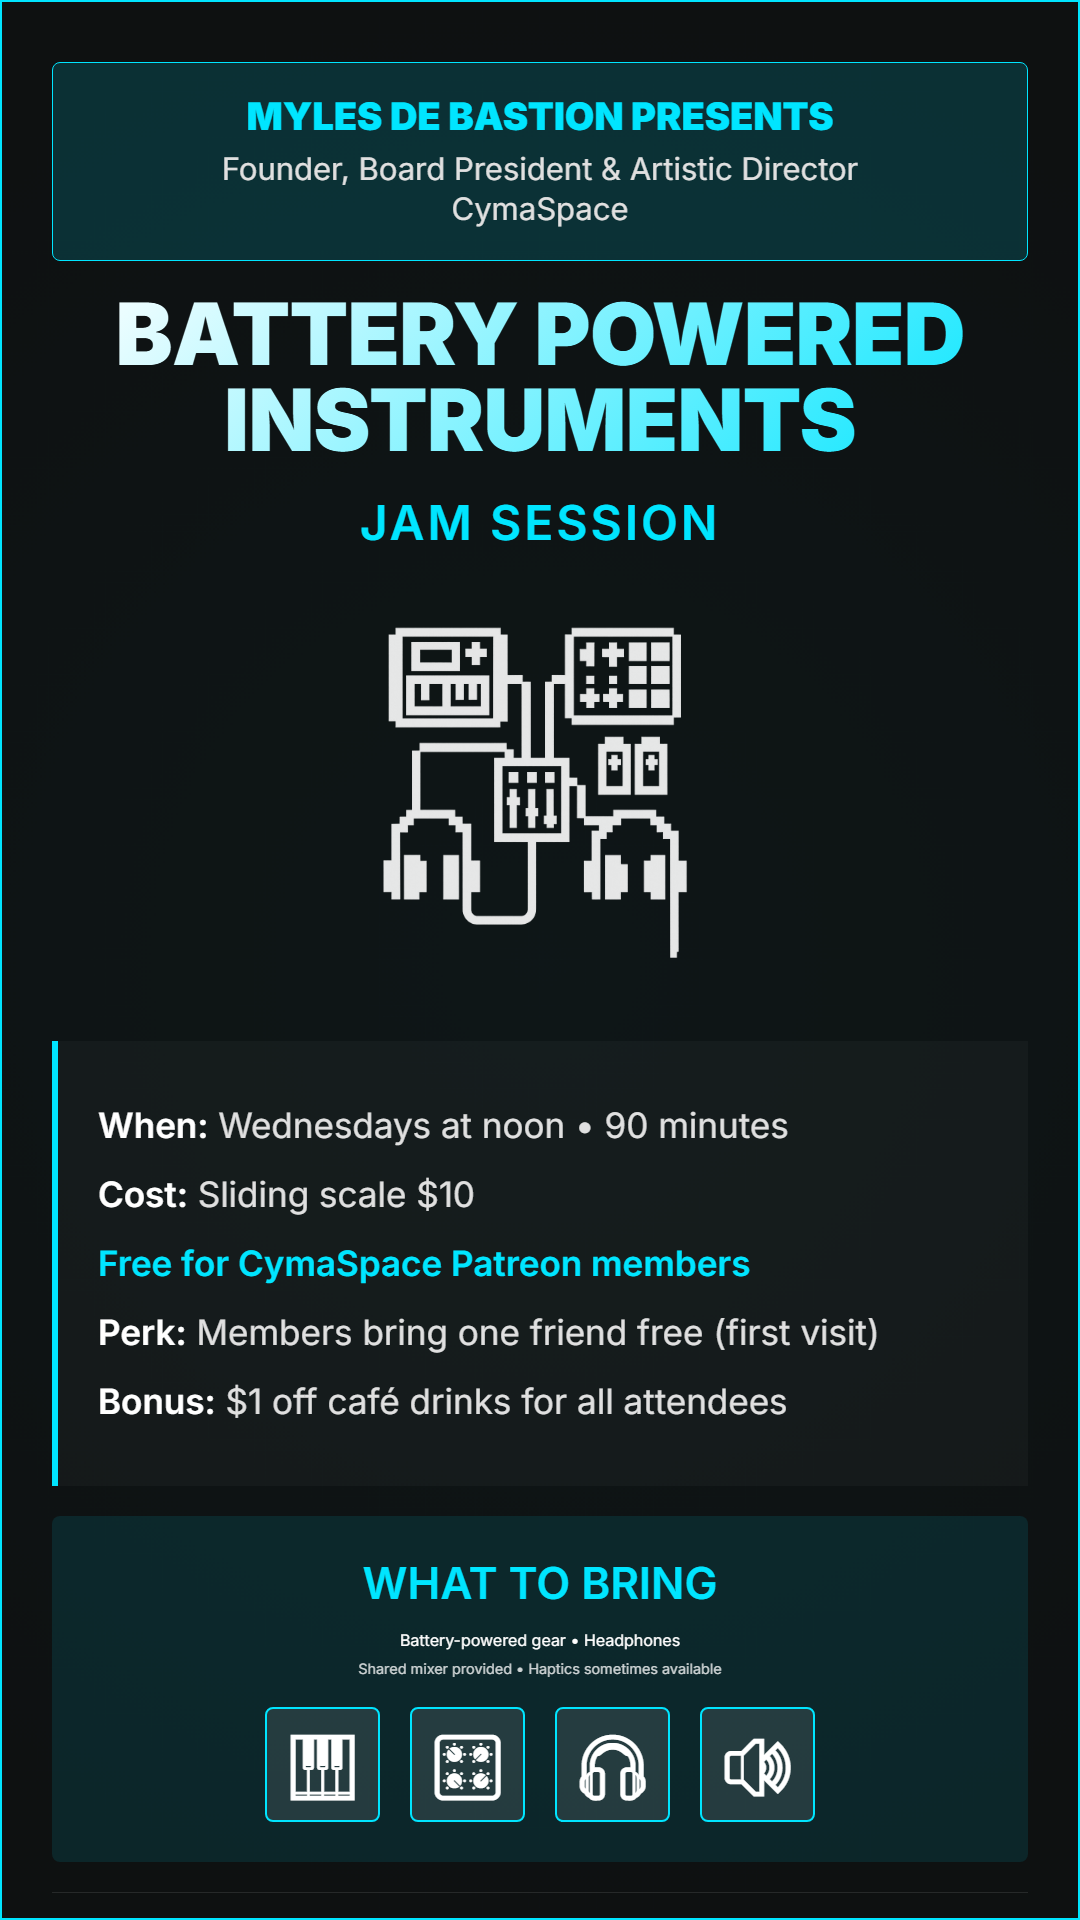 MYLES DE BASTION PRESENTS
Founder, Board President & Artistic Director
CymaSpace
BATTERY POWERED
INSTRUMENTS
JAM SESSION
When: Wednesdays at noon • 90 minutes
Cost: Sliding scale $10
Free for CymaSpace Patreon members
Perk: Members bring one friend free (first visit)
Bonus: $1 off café drinks for all attendees
WHAT TO BRING
Battery-powered gear • Headphones
Shared mixer provided • Haptics sometimes available